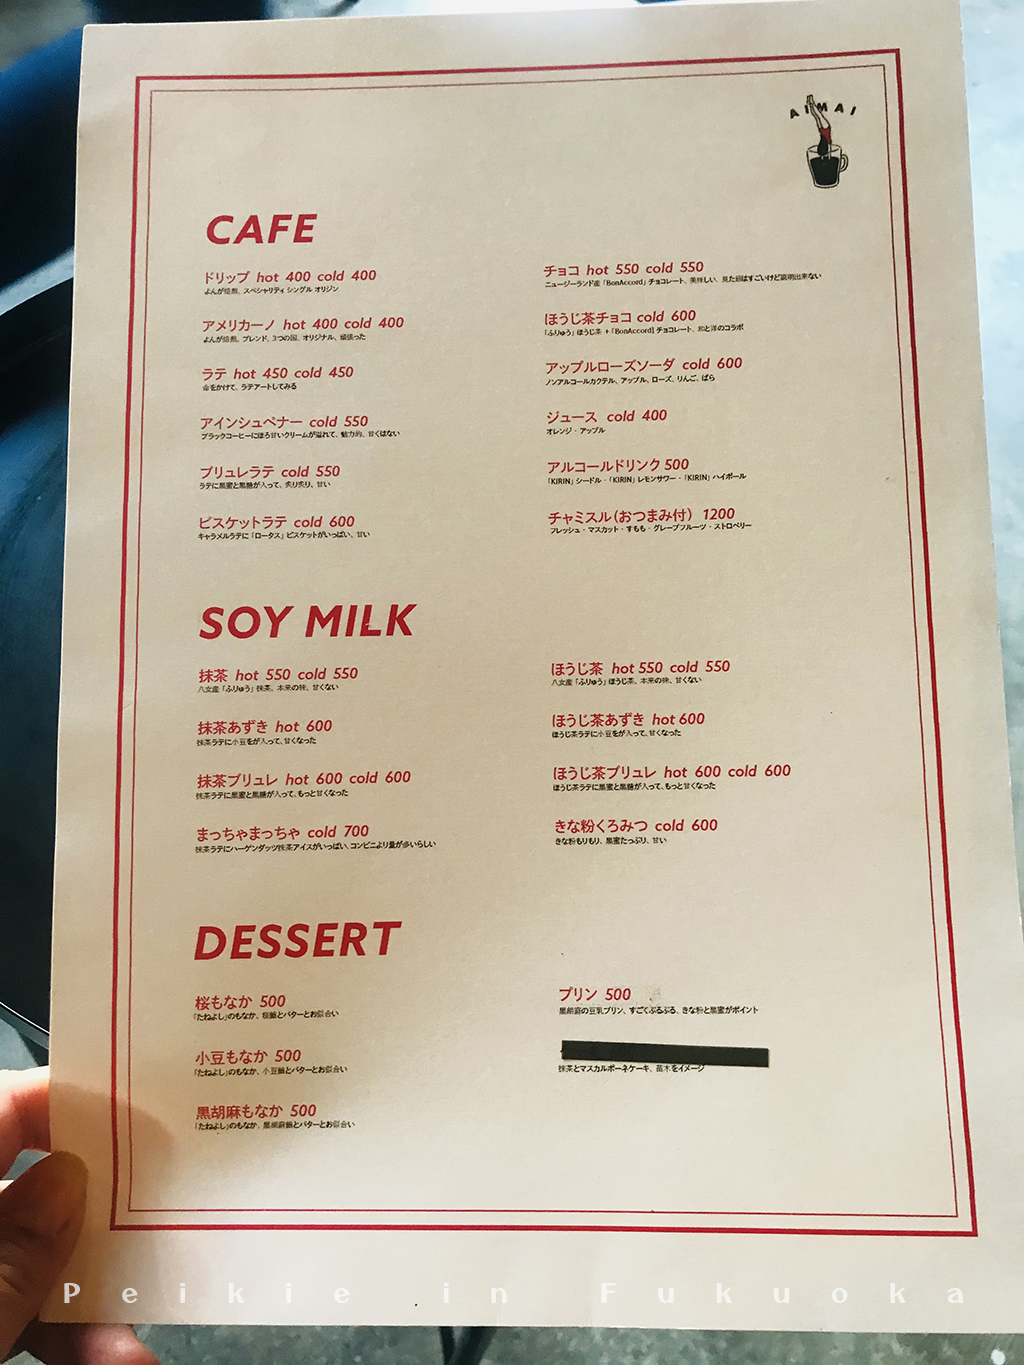 AIMAI
CAFE
ドリップ hot 400 cold 400
よんが焙煎、スペシャリティ シングル オリジン
アメリカーノ hot 400 cold 400
よんが焙煎、ブレンド、3つの国、オリジナル、頑張った
ラテ hot 450 cold 450
命をかけて、ラテアートしてみる
アインシュペナー cold 550
ブラックコーヒーにほろ甘いクリームが溢れて、魅力的、甘くはない
ブリュレラテ cold 550
ラテに黒蜜と黒糖が入って、炙り炙り、甘い
ビスケットラテ cold 600
キャラメルラテに「ロータス」ビスケットがいっぱい、甘い
チョコ hot 550 cold 550
ニュージーランド産「BonAccord」チョコレート、美味しい、見た目はすごいけど説明出来ない
ほうじ茶チョコ cold 600
「ふりゅう」ほうじ茶 +「BonAccord] チョコレート、和と洋のコラボ
アップルローズソーダ cold 600
ノンアルコールカクテル、アップル、ローズ、りんご、ばら
ジュース cold 400
オレンジ・アップル
アルコールドリンク 500
「KIRIN」シードル・「KIRIN」レモンサワー・「KIRIN」ハイボール
チャミスル(おつまみ付) 1200
フレッシュ・マスカット・すもも・グレープフルーツ・ストロベリー
SOY MILK
抹茶 hot 550 cold 550
八女産「ふりゅう」抹茶、本来の味、甘くない
抹茶あずき hot 600
抹茶ラテに小豆をが入って、甘くなった
抹茶ブリュレ hot 600 cold 600
抹茶ラテに黒蜜と黒糖が入って、もっと甘くなった
まっちゃまっちゃ cold 700
抹茶ラテにハーゲンダッツ抹茶アイスがいっぱい、コンビニより量が多いらしい
ほうじ茶 hot 550 cold 550
八女産「ふりゅう」ほうじ茶、本来の味、甘くない
ほうじ茶あずき hot 600
ほうじ茶ラテに小豆をが入って、甘くなった
ほうじ茶ブリュレ hot 600 cold 600
ほうじ茶ラテに黒蜜と黒糖が入って、もっと甘くなった
きな粉くろみつ cold 600
きな粉もりもり、黒蜜たっぷり、甘い
DESSERT
桜もなか 500
「たねよし」のもなか、桜餡とバターとお似合い
小豆もなか 500
「たねよし」のもなか、小豆餡とバターとお似合い
黒胡麻もなか 500
「たねよし」のもなか、黒胡麻餡とバターとお似合い
プリン 500
黒胡麻の豆乳プリン、すごくぷるぷる、きな粉と黒蜜がポイント
抹茶とマスカルポーネケーキ、苗木をイメージ
Peikie in Fukuoka